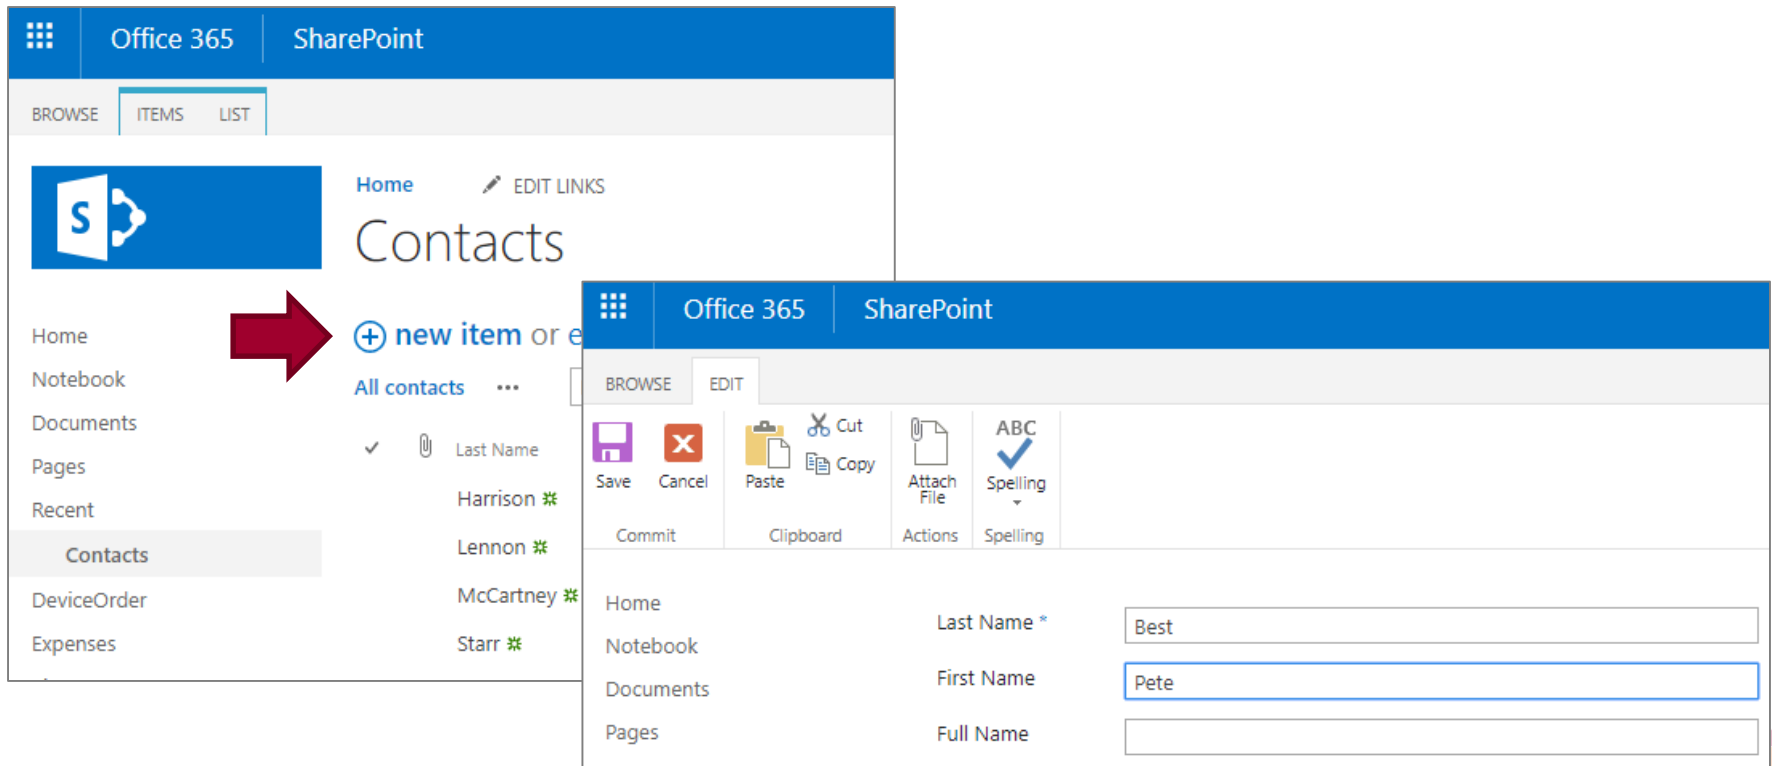 Office 365 SharePoint
BROWSE ITEMS LIST
S
Home EDIT LINKS
Contacts
new item or e
All contacts ...
Last Name
Harrison
Lennon
McCartney
Starr
Home
Notebook
Documents
Pages
Recent
Contacts
DeviceOrder
Expenses
Office 365 SharePoint
BROWSE EDIT
Save Cancel Paste Cut Copy Attach File ABC Spelling
Commit Clipboard Actions Spelling
Home
Notebook
Documents
Pages
Last Name * Best
First Name Pete
Full Name